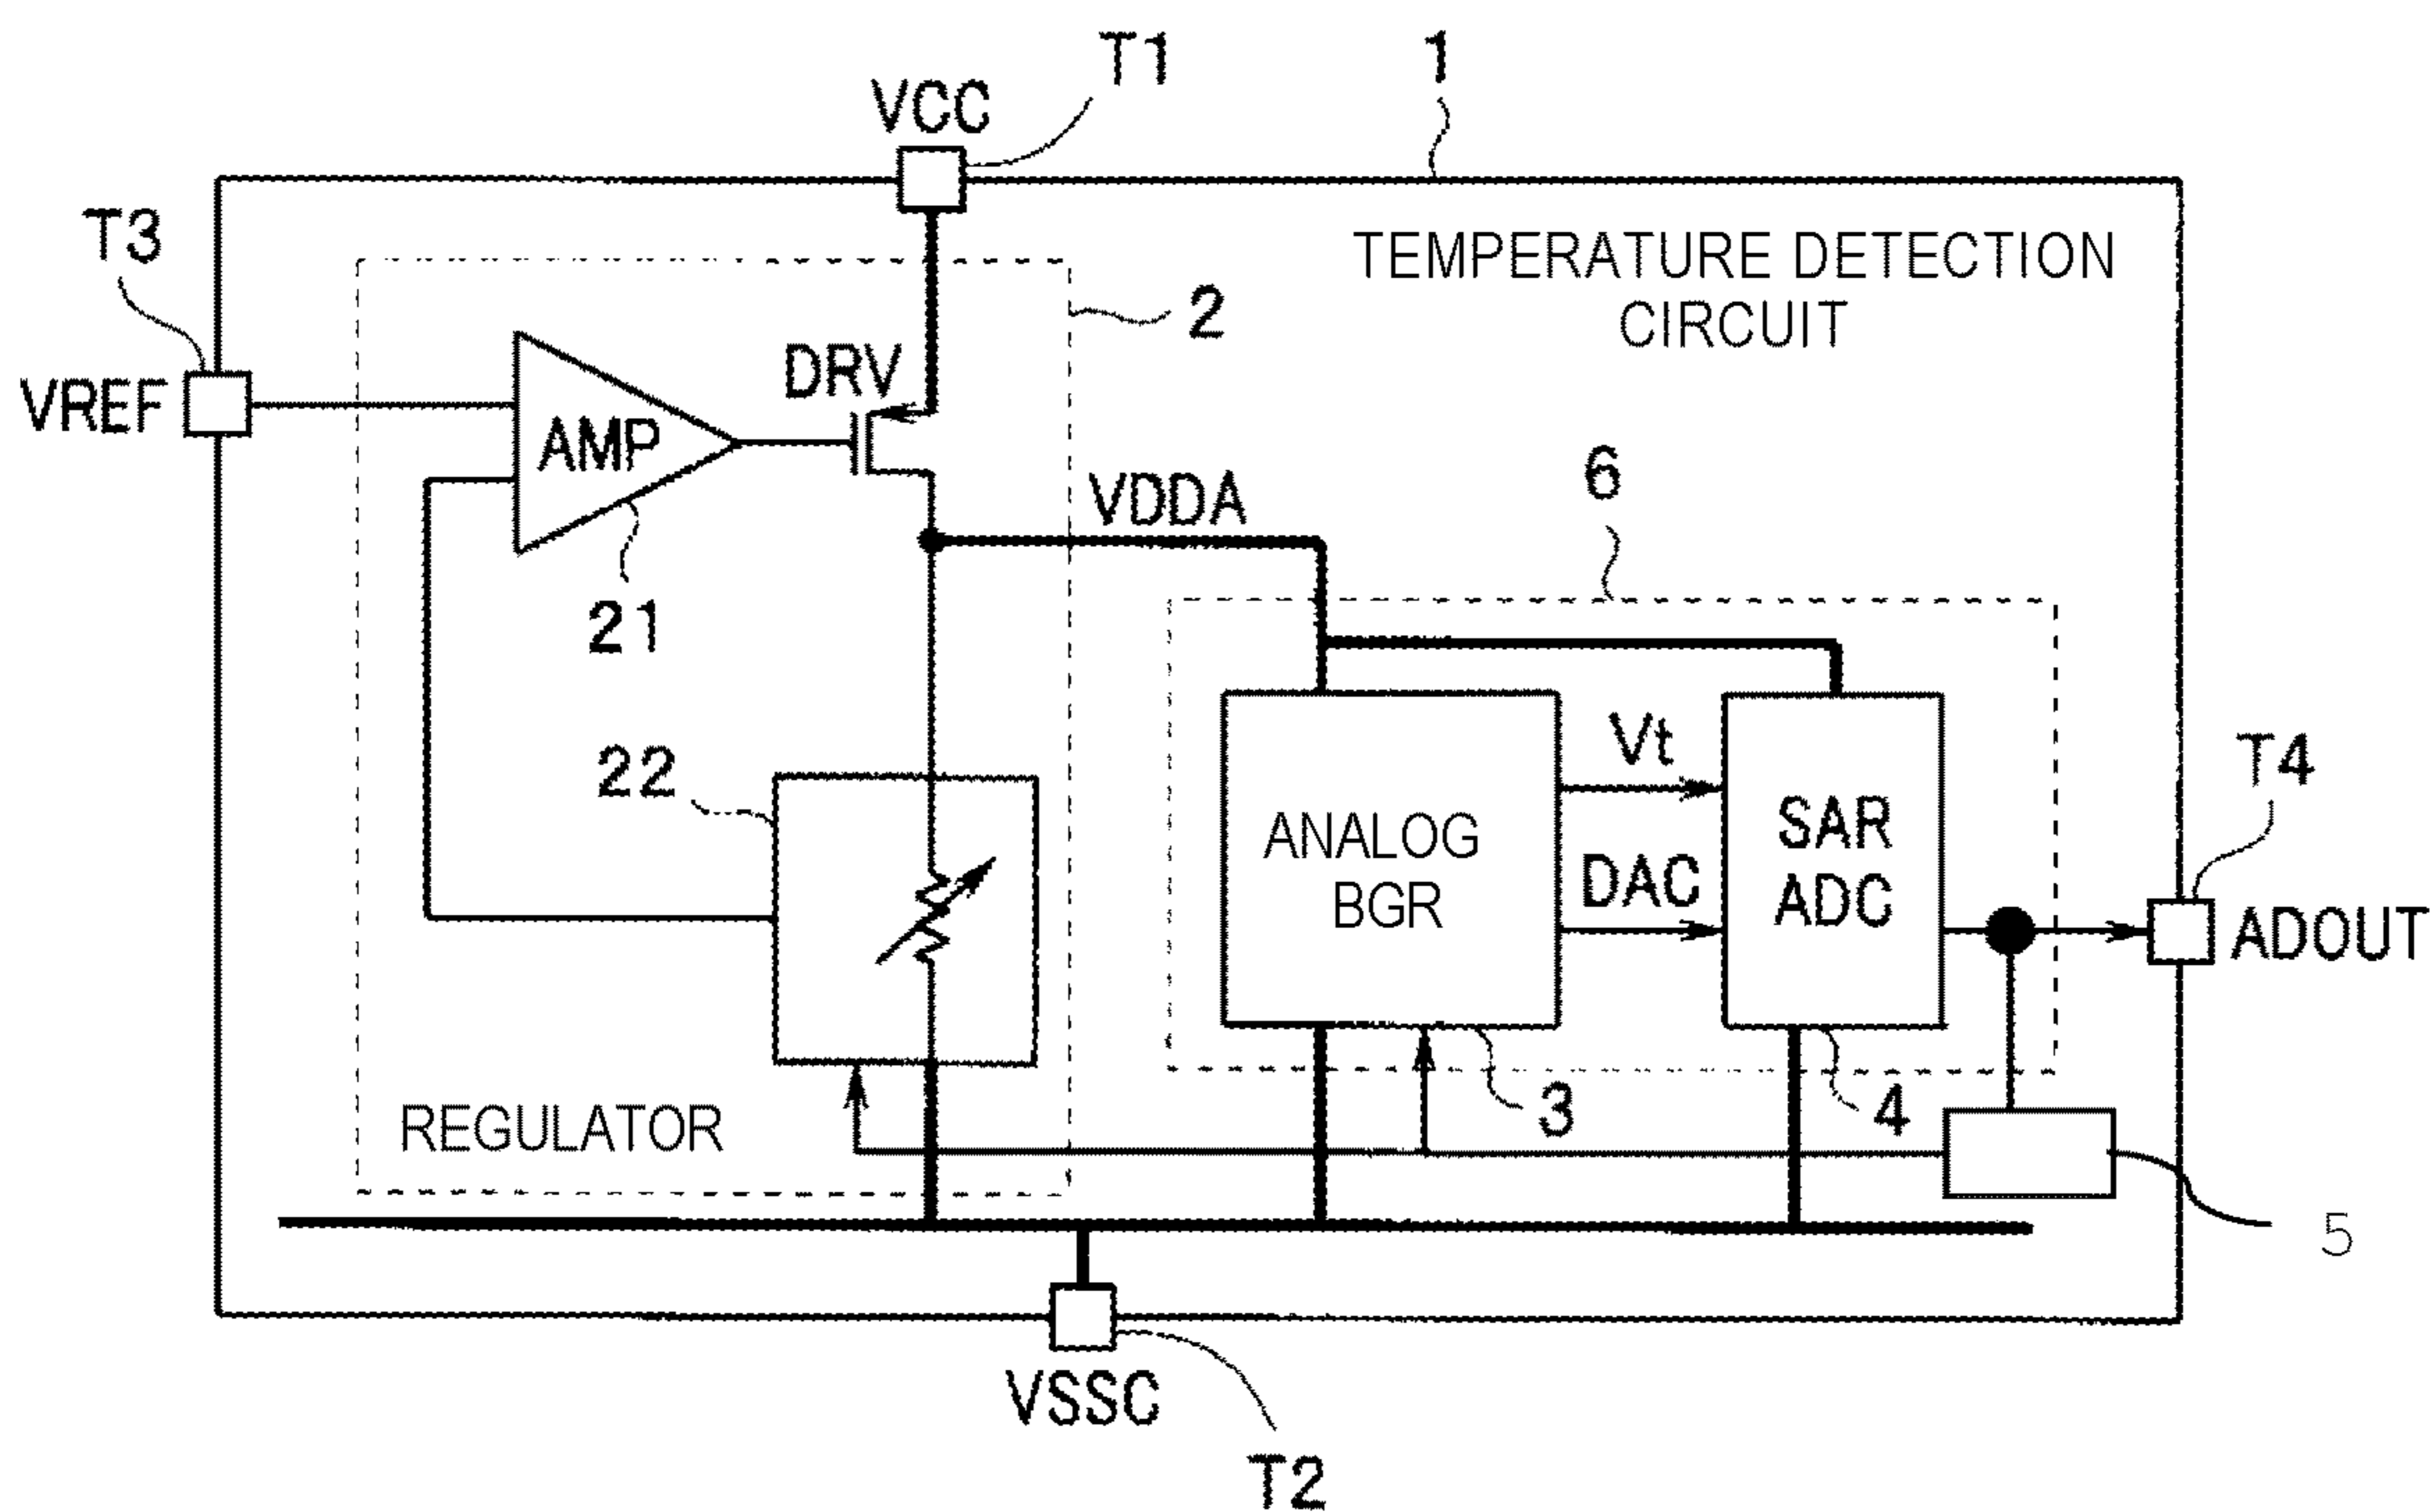 T1
1
VCC
T3
TEMPERATURE DETECTION
CIRCUIT
2
DRV
VREF
AMP
6
VDDA
21
Vt
T4
22
SAR
ADC
ANALOG
BGR
DAC
ADOUT
3
4
REGULATOR
5
VSSC
T2